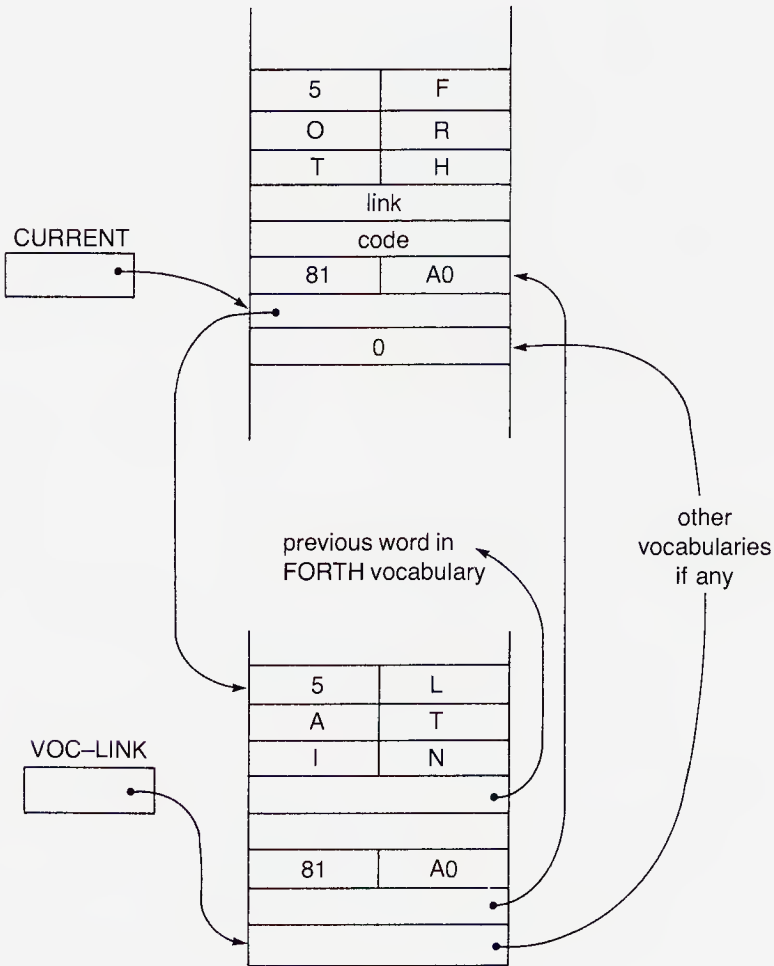 5 F
O R
T H
link
CURRENT
code
81 A0
0
previous word in
FORTH vocabulary
other
vocabularies
if any
5 L
A T
VOC–LINK
I N
81 A0